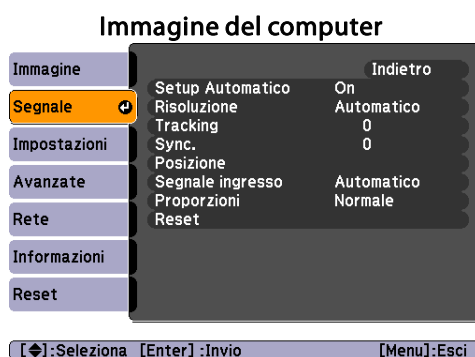 Immagine del computer
Immagine
Segnale
Impostazioni
Avanzate
Rete
Informazioni
Reset
Indietro
Setup Automatico On
Risoluzione Automatico
Tracking 0
Sync. 0
Posizione
Segnale ingresso Automatico
Proporzioni Normale
Reset
[◆]:Seleziona [Enter] :Invio [Menu]:Esci